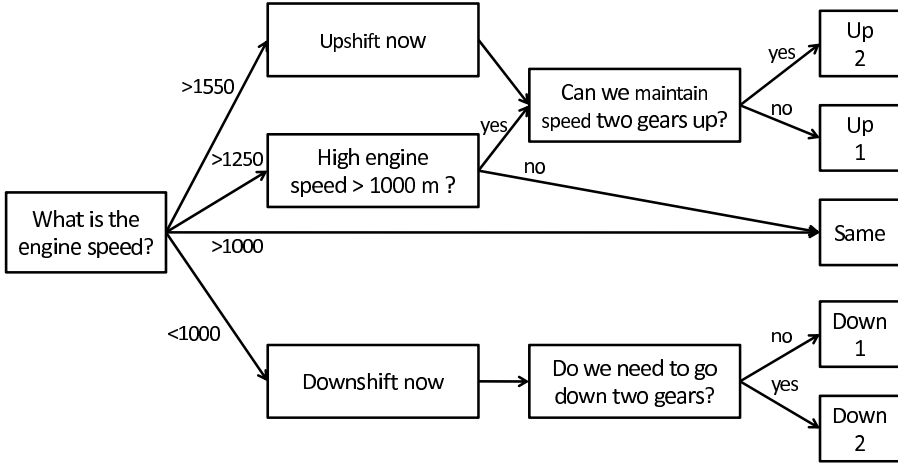 What is the
engine speed?
>1550
>1250
>1000
<1000
Upshift now
High engine
speed > 1000 m ?
Downshift now
yes
no
Can we maintain
speed two gears up?
Do we need to go
down two gears?
yes
no
no
yes
Up
2
Up
1
Same
Down
1
Down
2